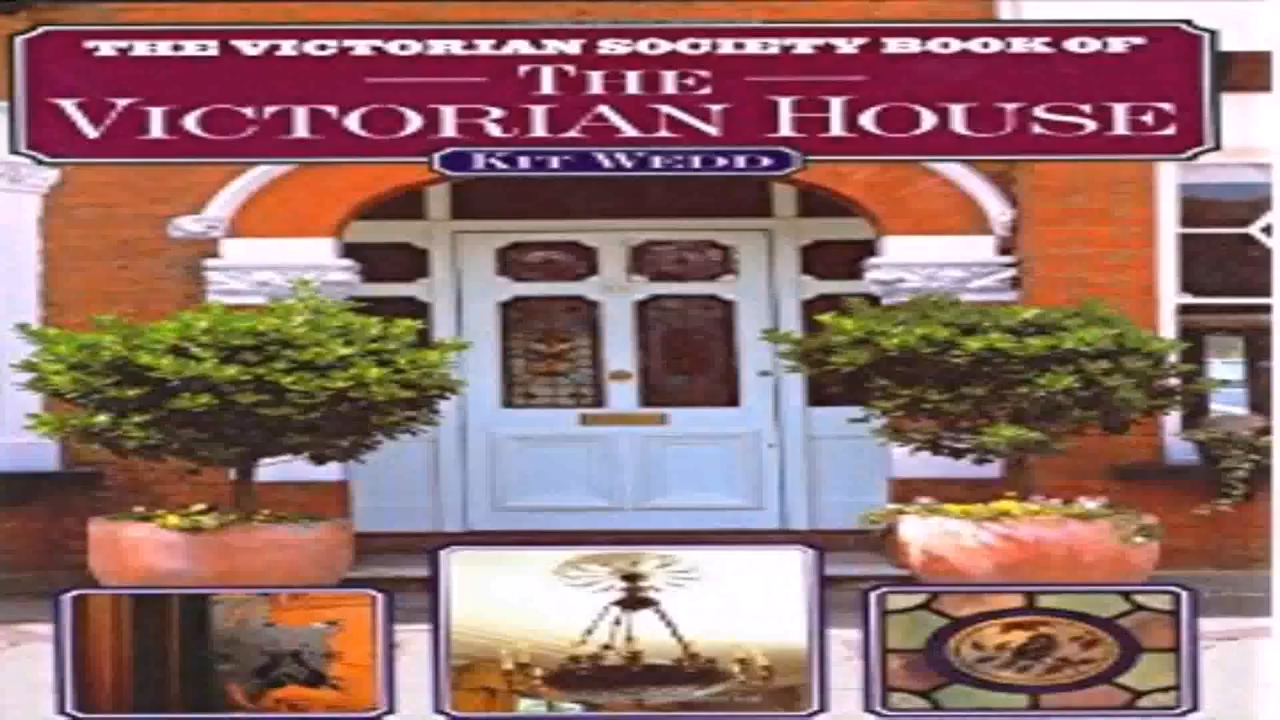 THE VICTORIAN SOCIETY BOOK OF
THE
VICTORIAN HOUSE
KIT WEDD